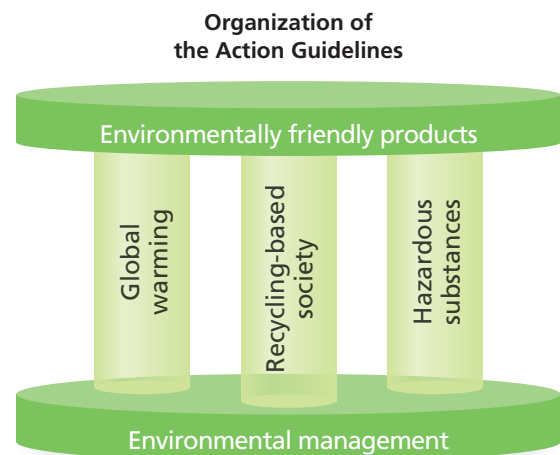 Organization of
the Action Guidelines
Environmentally friendly products
Global
warming
Recycling-based
society
Hazardous
substances
Environmental management